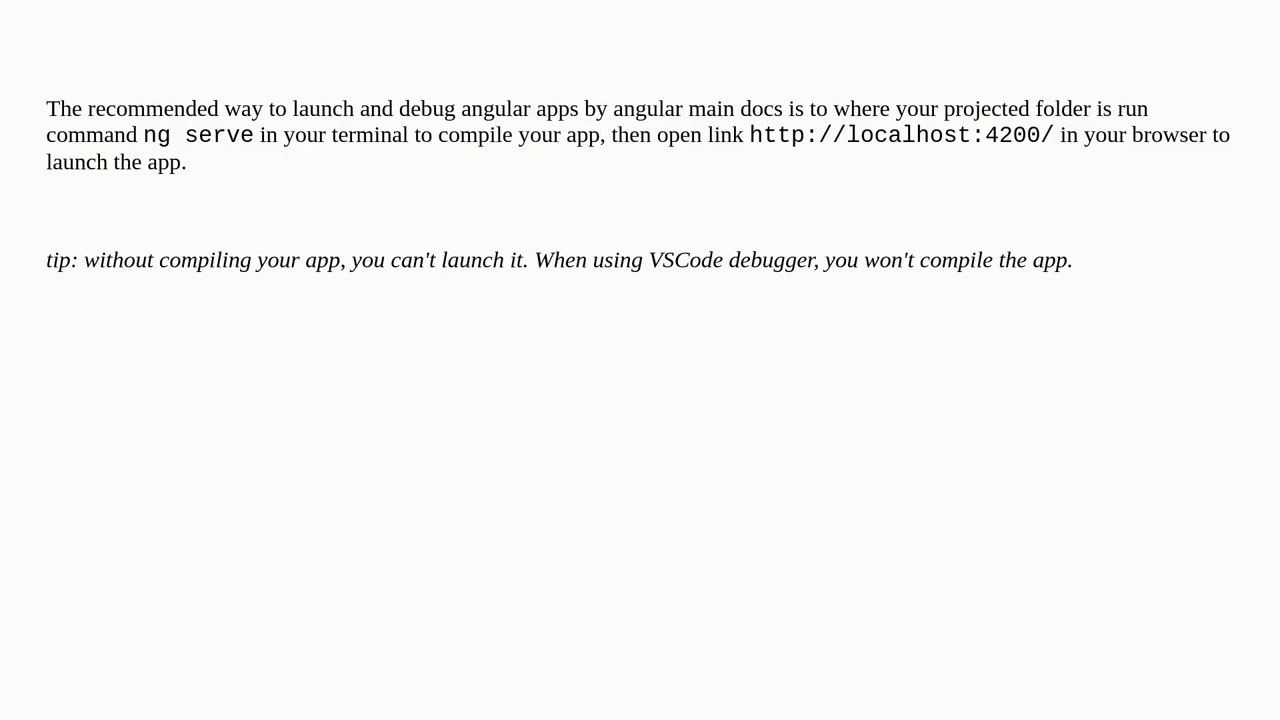 The recommended way to launch and debug angular apps by angular main docs is to where your projected folder is run
command ng serve in your terminal to compile your app, then open link http://localhost:4200/ in your browser to
launch the app.
tip: without compiling your app, you can't launch it. When using VSCode debugger, you won't compile the app.